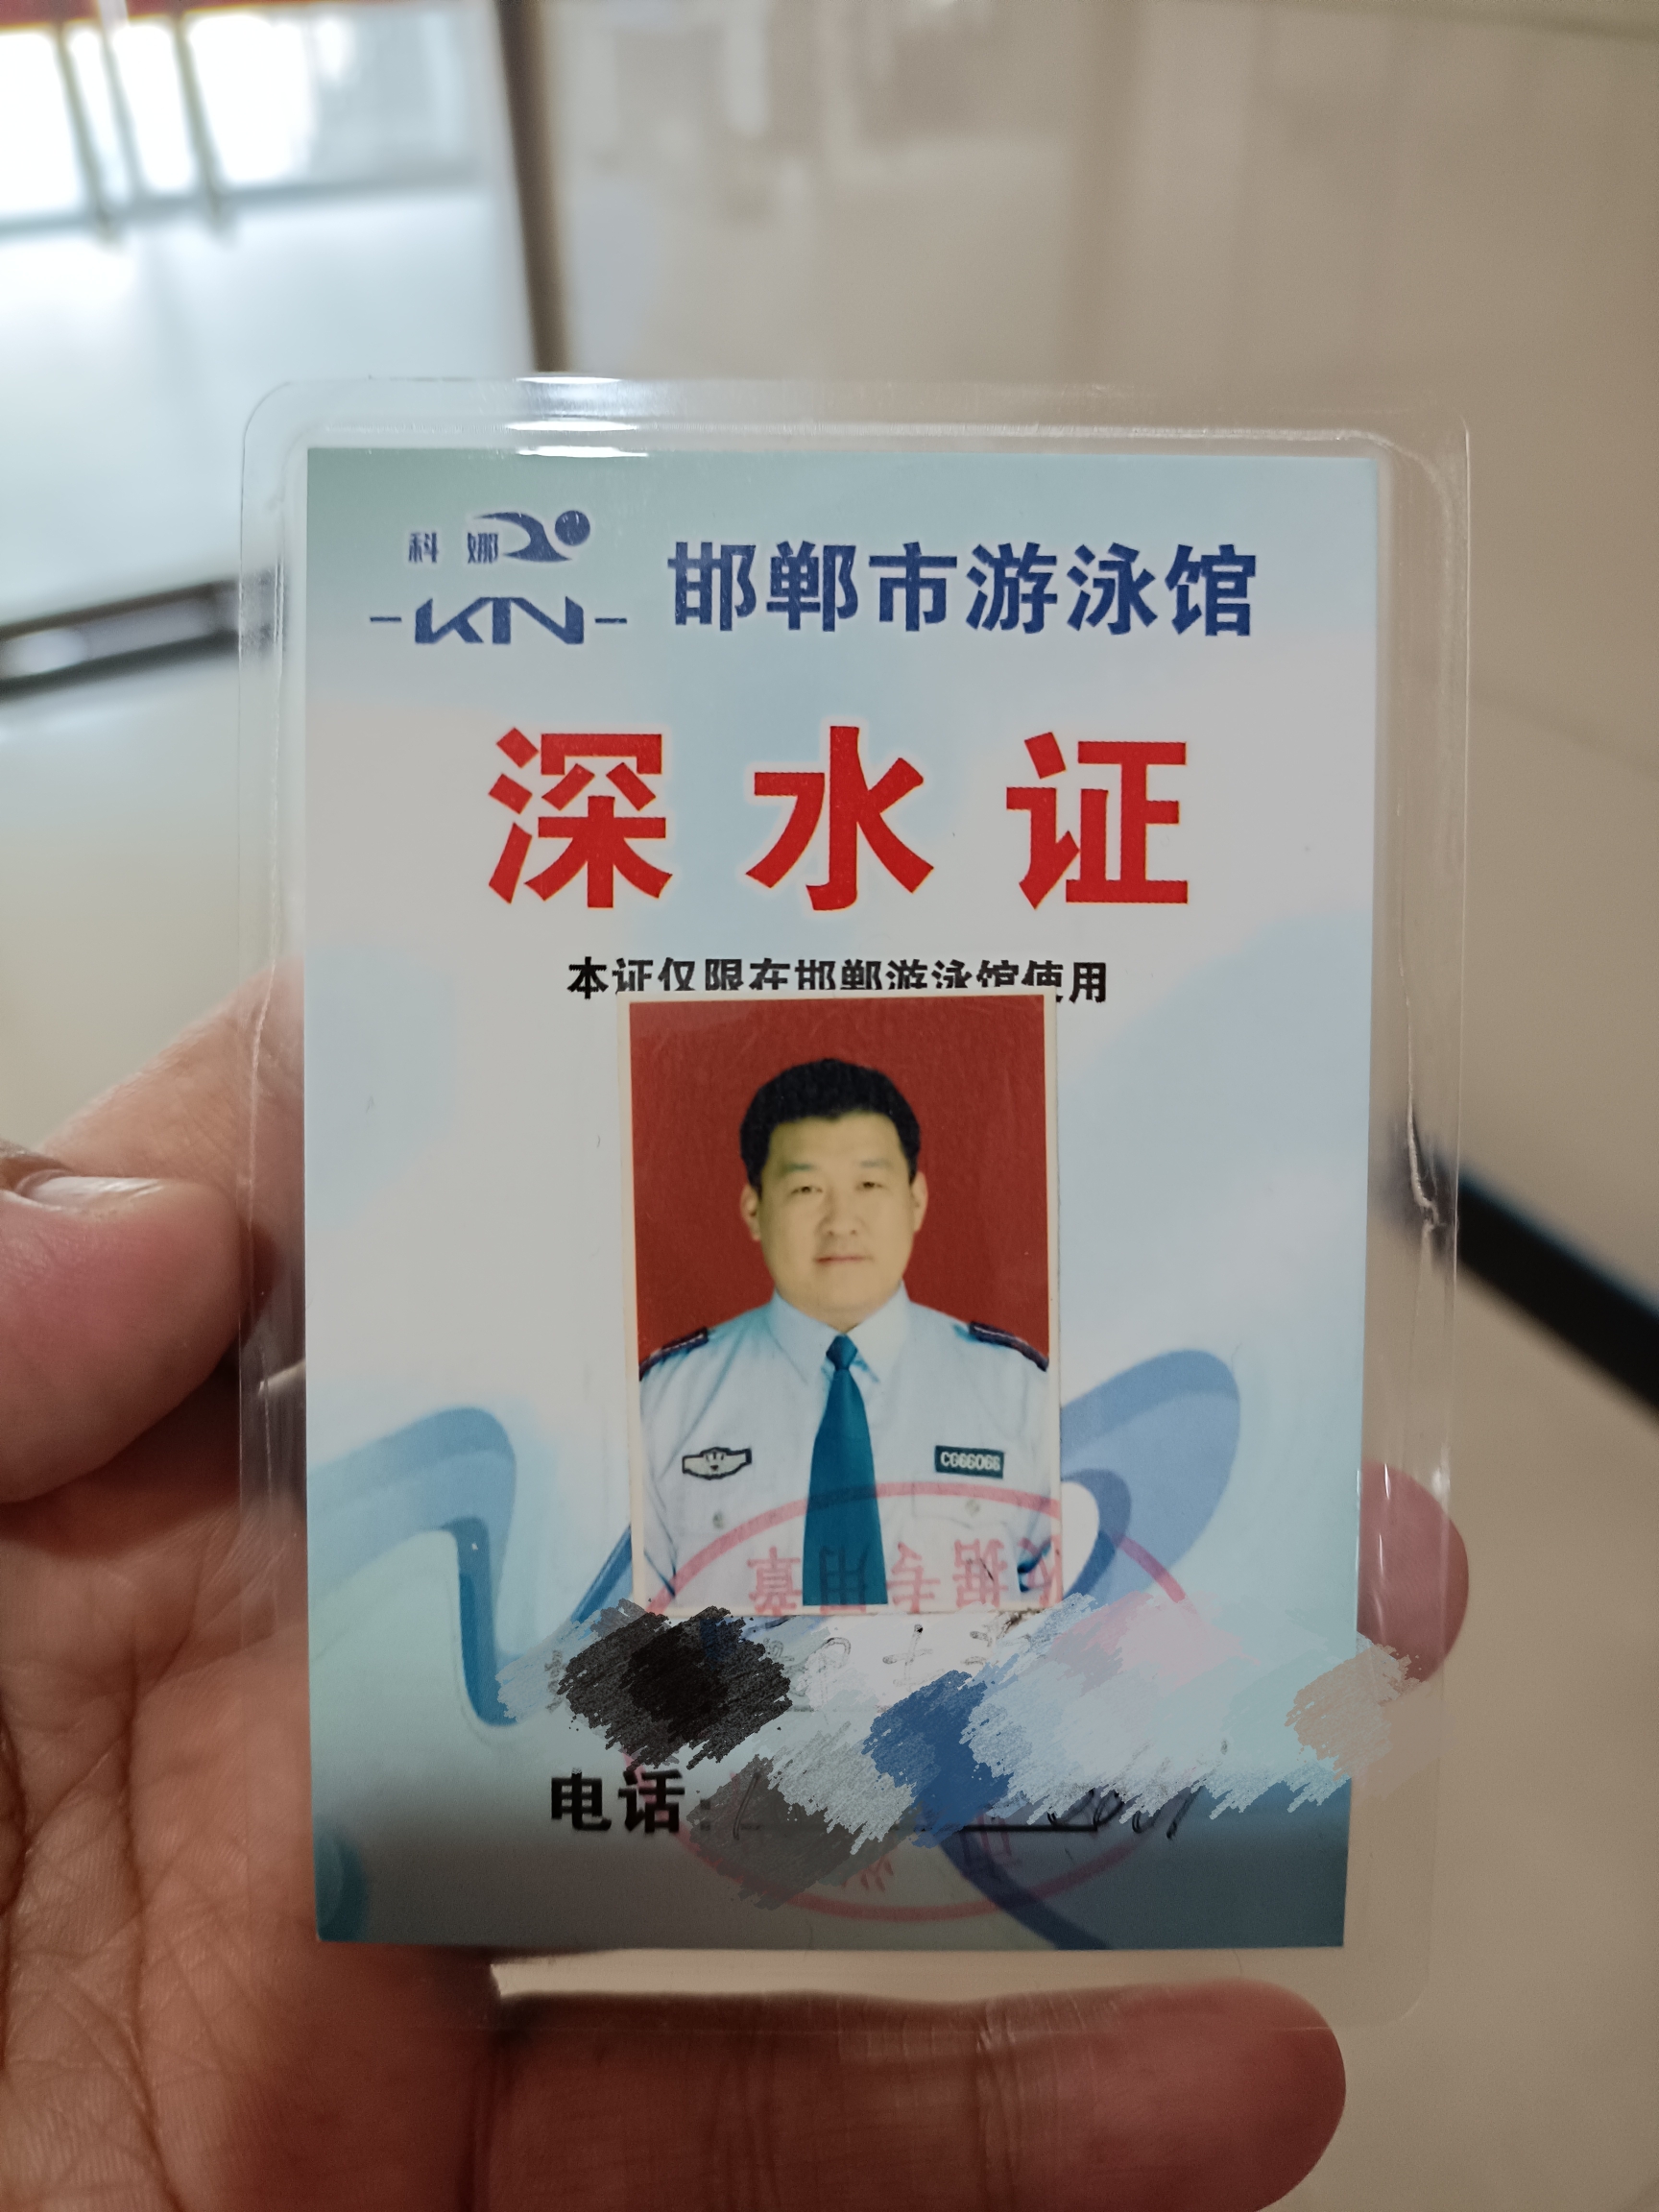 科娜
KN
邯郸市游泳馆
深水证
本证仅限在邯郸游泳馆使用
CG66066
电话: